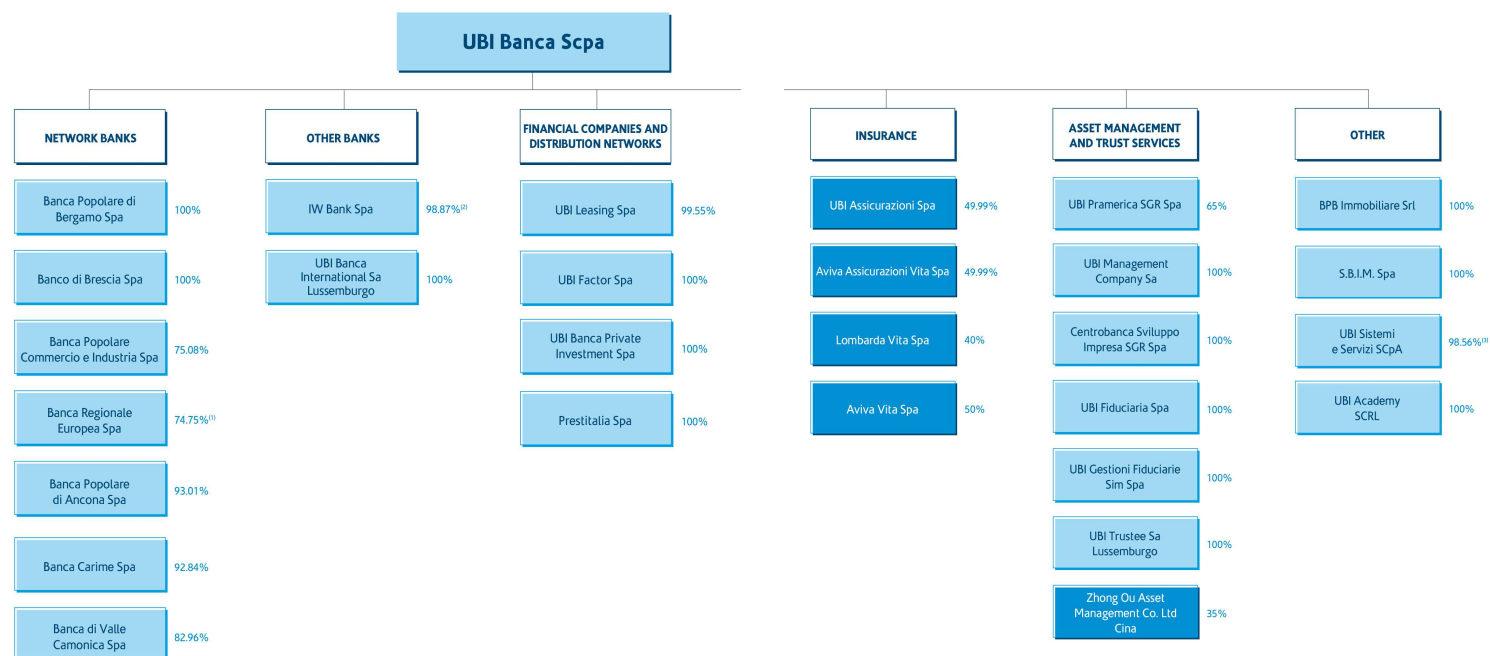 UBI Banca Scpa
NETWORK BANKS
Banca Popolare di
Bergamo Spa
100%
Banco di Brescia Spa
100%
Banca Popolare
Commercio e Industria Spa
75.08%
Banca Regionale
Europea Spa
74.75%(1)
Banca Popolare
di Ancona Spa
93.01%
Banca Carime Spa
92.84%
Banca di Valle
Camonica Spa
82.96%
OTHER BANKS
IW Bank Spa
98.87%(2)
UBI Banca
International Sa
Lussemburgo
100%
FINANCIAL COMPANIES AND
DISTRIBUTION NETWORKS
UBI Leasing Spa
99.55%
UBI Factor Spa
100%
UBI Banca Private
Investment Spa
100%
Prestitalia Spa
100%
INSURANCE
UBI Assicurazioni Spa
49.99%
Aviva Assicurazioni Vita Spa
49.99%
Lombarda Vita Spa
40%
Aviva Vita Spa
50%
ASSET MANAGEMENT
AND TRUST SERVICES
UBI Pramerica SGR Spa
65%
UBI Management
Company Sa
100%
Centrobanca Sviluppo
Impresa SGR Spa
100%
UBI Fiduciaria Spa
100%
UBI Gestioni Fiduciarie
Sim Spa
100%
UBI Trustee Sa
Lussemburgo
100%
Zhong Ou Asset
Management Co. Ltd
Cina
35%
OTHER
BPB Immobiliare Srl
100%
S.B.I.M. Spa
100%
UBI Sistemi
e Servizi SCpA
98.56%(3)
UBI Academy
SCRL
100%